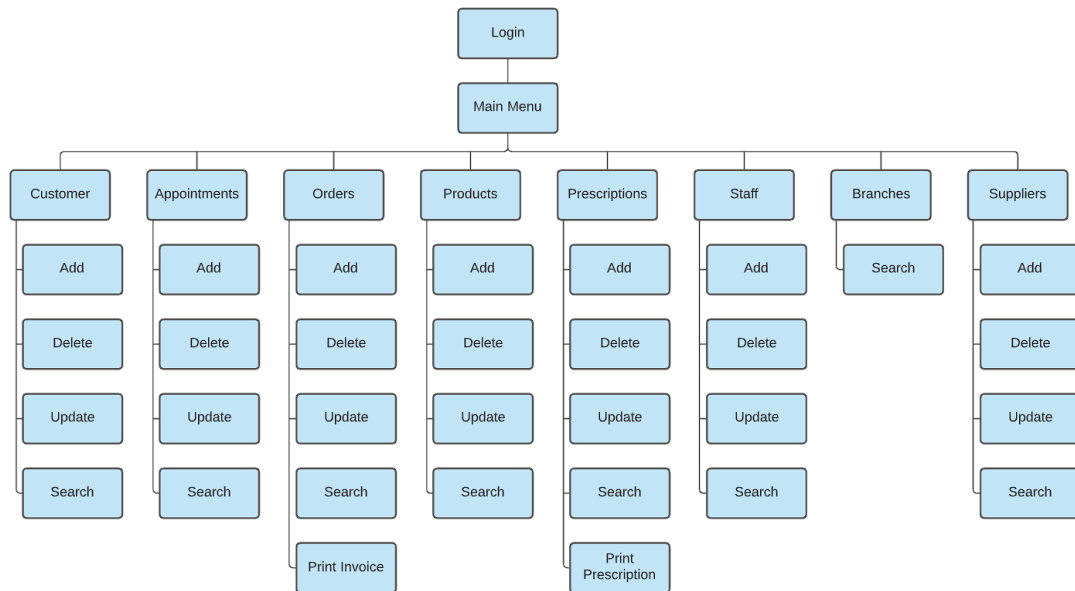 Login
Main Menu
Customer
Appointments
Orders
Products
Prescriptions
Staff
Branches
Suppliers
Add
Add
Add
Add
Add
Add
Search
Add
Delete
Delete
Delete
Delete
Delete
Delete
Delete
Update
Update
Update
Update
Update
Update
Update
Search
Search
Search
Search
Search
Search
Search
Print Invoice
Print
Prescription